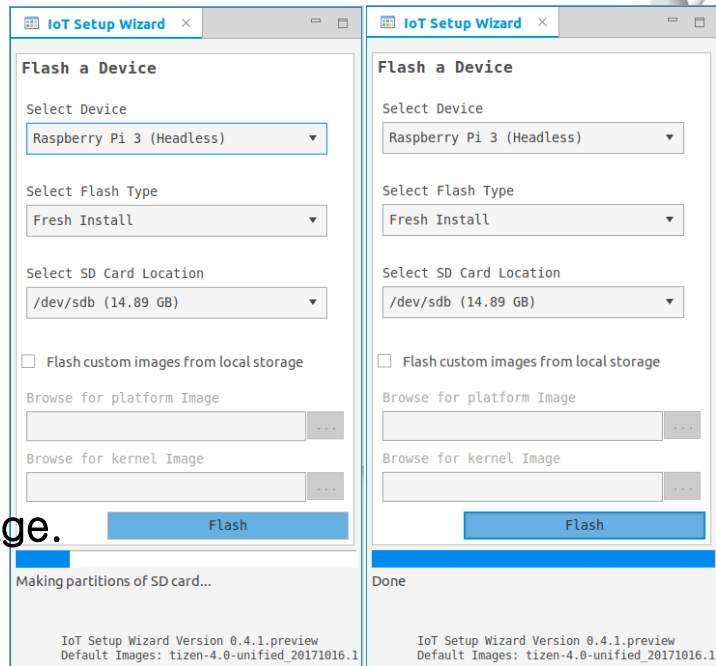 IoT Setup Wizard
Flash a Device
Select Device
Raspberry Pi 3 (Headless)
Select Flash Type
Fresh Install
Select SD Card Location
/dev/sdb (14.89 GB)
Flash custom images from local storage
Browse for platform Image
...
Browse for kernel Image
...
Flash
ge.
Making partitions of SD card...
IoT Setup Wizard Version 0.4.1.preview
Default Images: tizen-4.0-unified_20171016.1
IoT Setup Wizard
Flash a Device
Select Device
Raspberry Pi 3 (Headless)
Select Flash Type
Fresh Install
Select SD Card Location
/dev/sdb (14.89 GB)
Flash custom images from local storage
Browse for platform Image
...
Browse for kernel Image
...
Flash
Done
IoT Setup Wizard Version 0.4.1.preview
Default Images: tizen-4.0-unified_20171016.1